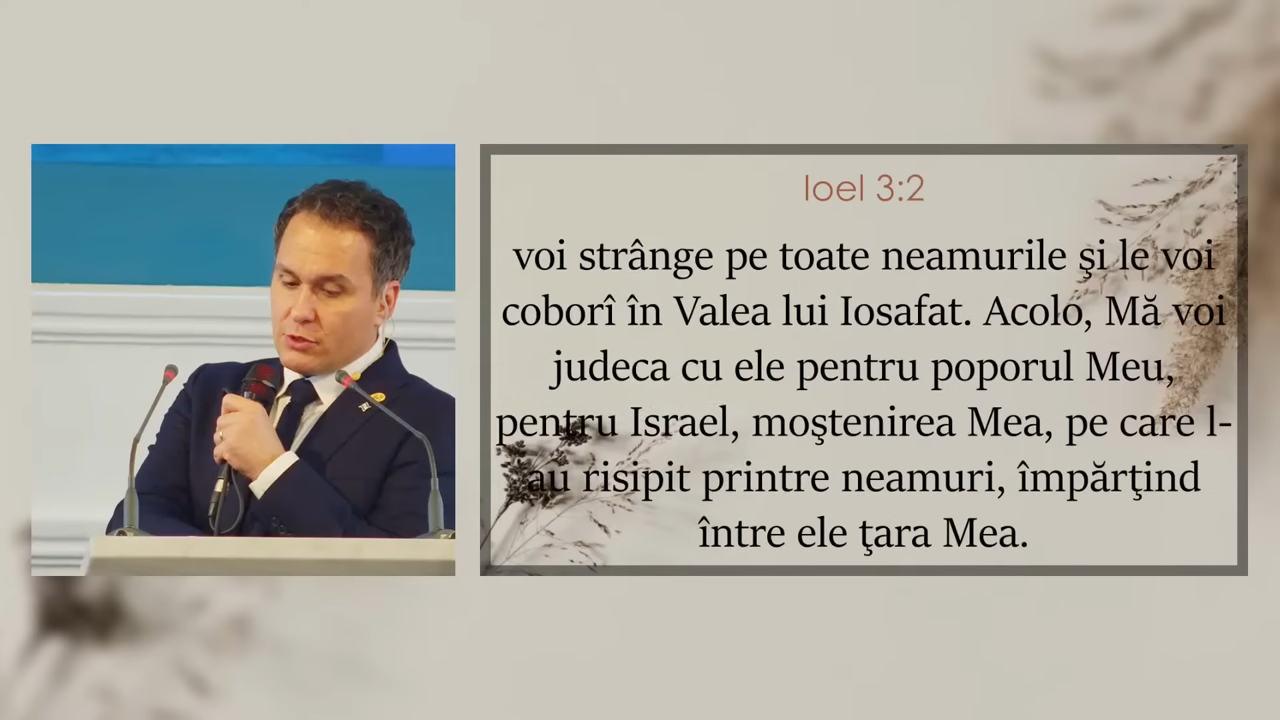 Ioel 3:2
voi strânge pe toate neamurile şi le voi
coborî în Valea lui Iosafat. Acolo, Mă voi
judeca cu ele pentru poporul Meu,
pentru Israel, moştenirea Mea, pe care l-
au risipit printre neamuri, împărţind
între ele ţara Mea.